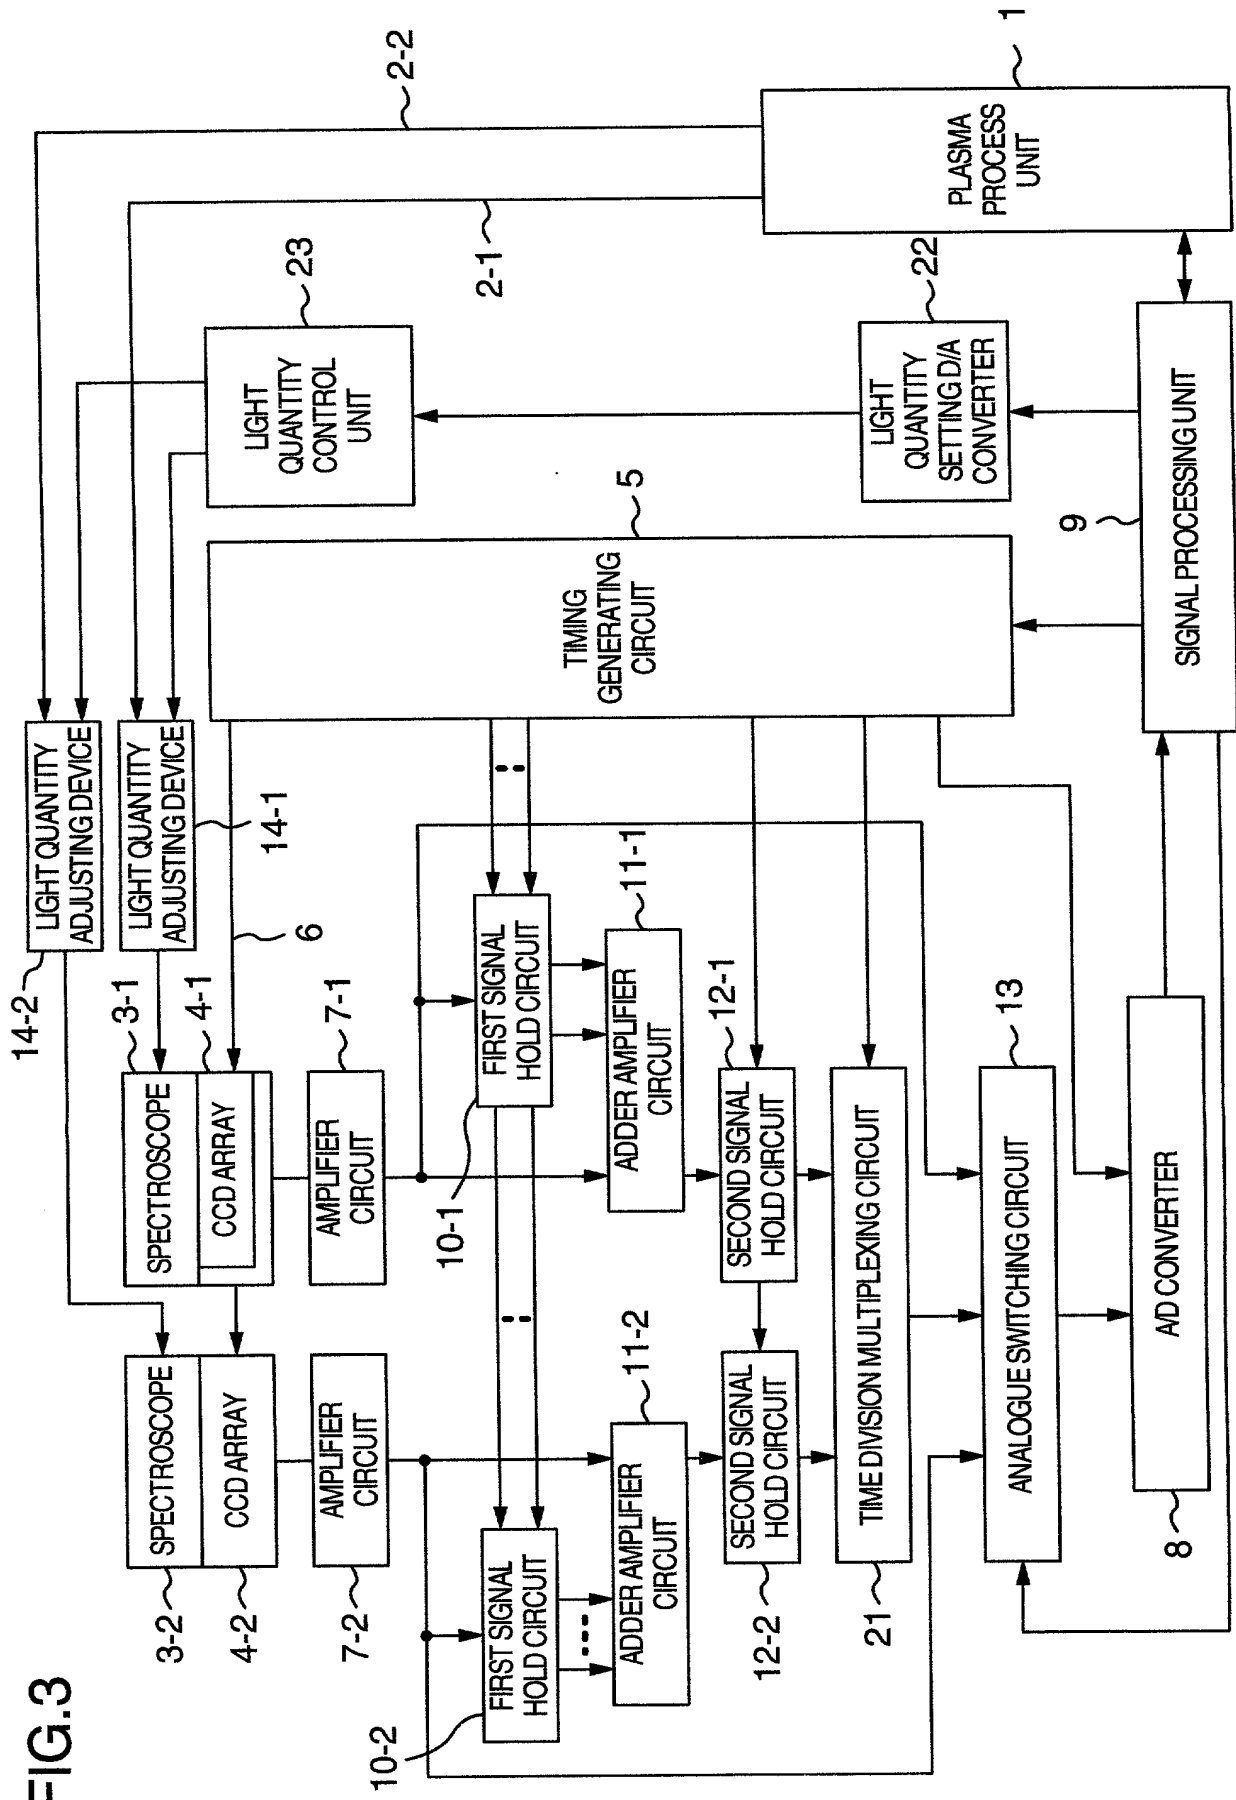 FIG.3
14-2
LIGHT QUANTITY
ADJUSTING DEVICE
LIGHT QUANTITY
ADJUSTING DEVICE
14-1
2-2
2-1
23
LIGHT
QUANTITY
CONTROL
UNIT
3-2
SPECTROSCOPE
4-2
CCD ARRAY
3-1
SPECTROSCOPE
4-1
CCD ARRAY
6
7-2
AMPLIFIER
CIRCUIT
7-1
AMPLIFIER
CIRCUIT
5
TIMING
GENERATING
CIRCUIT
10-2
FIRST SIGNAL
HOLD CIRCUIT
10-1
FIRST SIGNAL
HOLD CIRCUIT
11-2
ADDER AMPLIFIER
CIRCUIT
11-1
ADDER AMPLIFIER
CIRCUIT
12-2
SECOND SIGNAL
HOLD CIRCUIT
12-1
SECOND SIGNAL
HOLD CIRCUIT
21
TIME DIVISION MULTIPLEXING CIRCUIT
22
LIGHT
QUANTITY
SETTING D/A
CONVERTER
1
PLASMA
PROCESS
UNIT
13
ANALOGUE SWITCHING CIRCUIT
8
A/D CONVERTER
9
SIGNAL PROCESSING UNIT